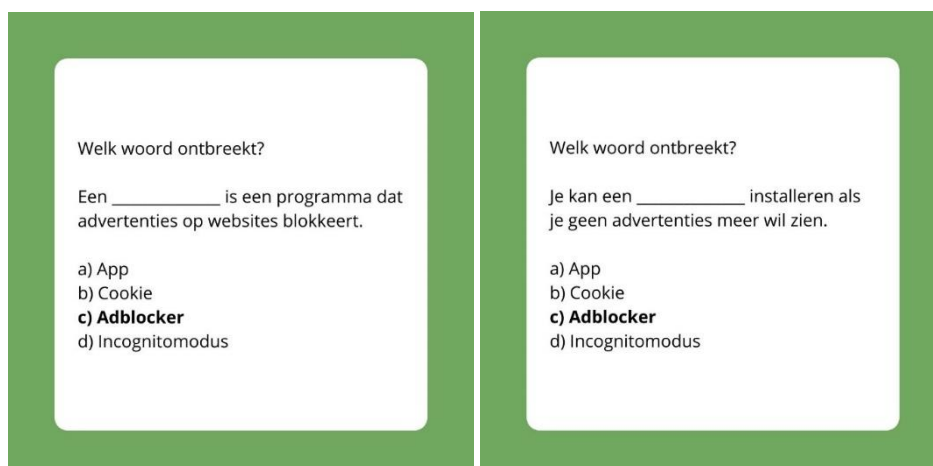 Welk woord ontbreekt?
Een ____________ is een programma dat
advertenties op websites blokkeert.
a) App
b) Cookie
c) Adblocker
d) Incognitomodus
Welk woord ontbreekt?
Je kan een ____________ installeren als
je geen advertenties meer wil zien.
a) App
b) Cookie
c) Adblocker
d) Incognitomodus